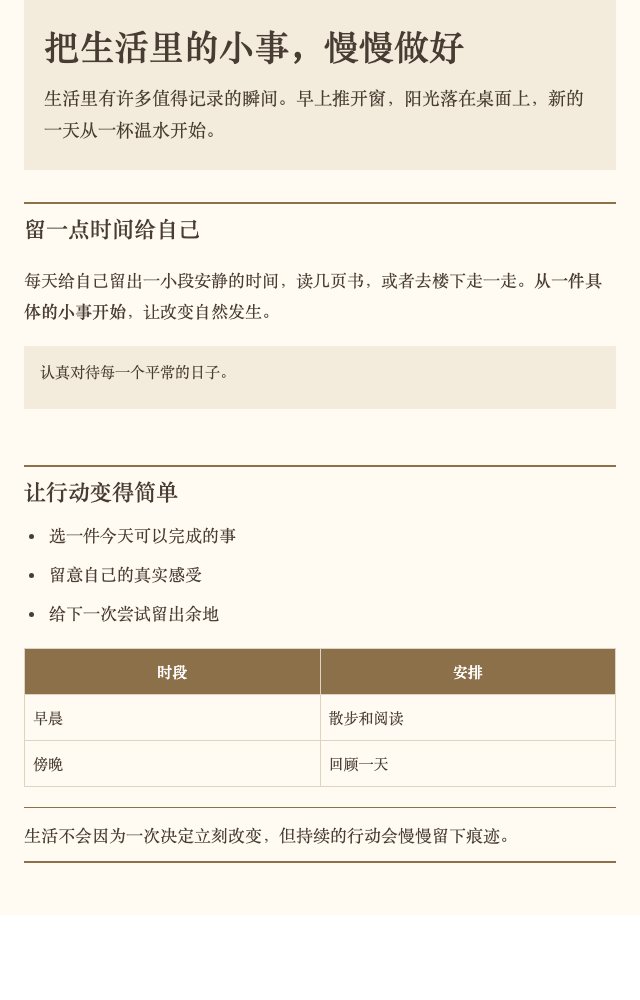 把生活里的小事，慢慢做好
生活里有许多值得记录的瞬间。早上推开窗，阳光落在桌面上，新的
一天从一杯温水开始。
留一点时间给自己
每天给自己留出一小段安静的时间，读几页书，或者去楼下走一走。从一件具
体的小事开始，让改变自然发生。
认真对待每一个平常的日子。
让行动变得简单
• 选一件今天可以完成的事
• 留意自己的真实感受
• 给下一次尝试留出余地
时段 安排
早晨 散步和阅读
傍晚 回顾一天
生活不会因为一次决定立刻改变，但持续的行动会慢慢留下痕迹。